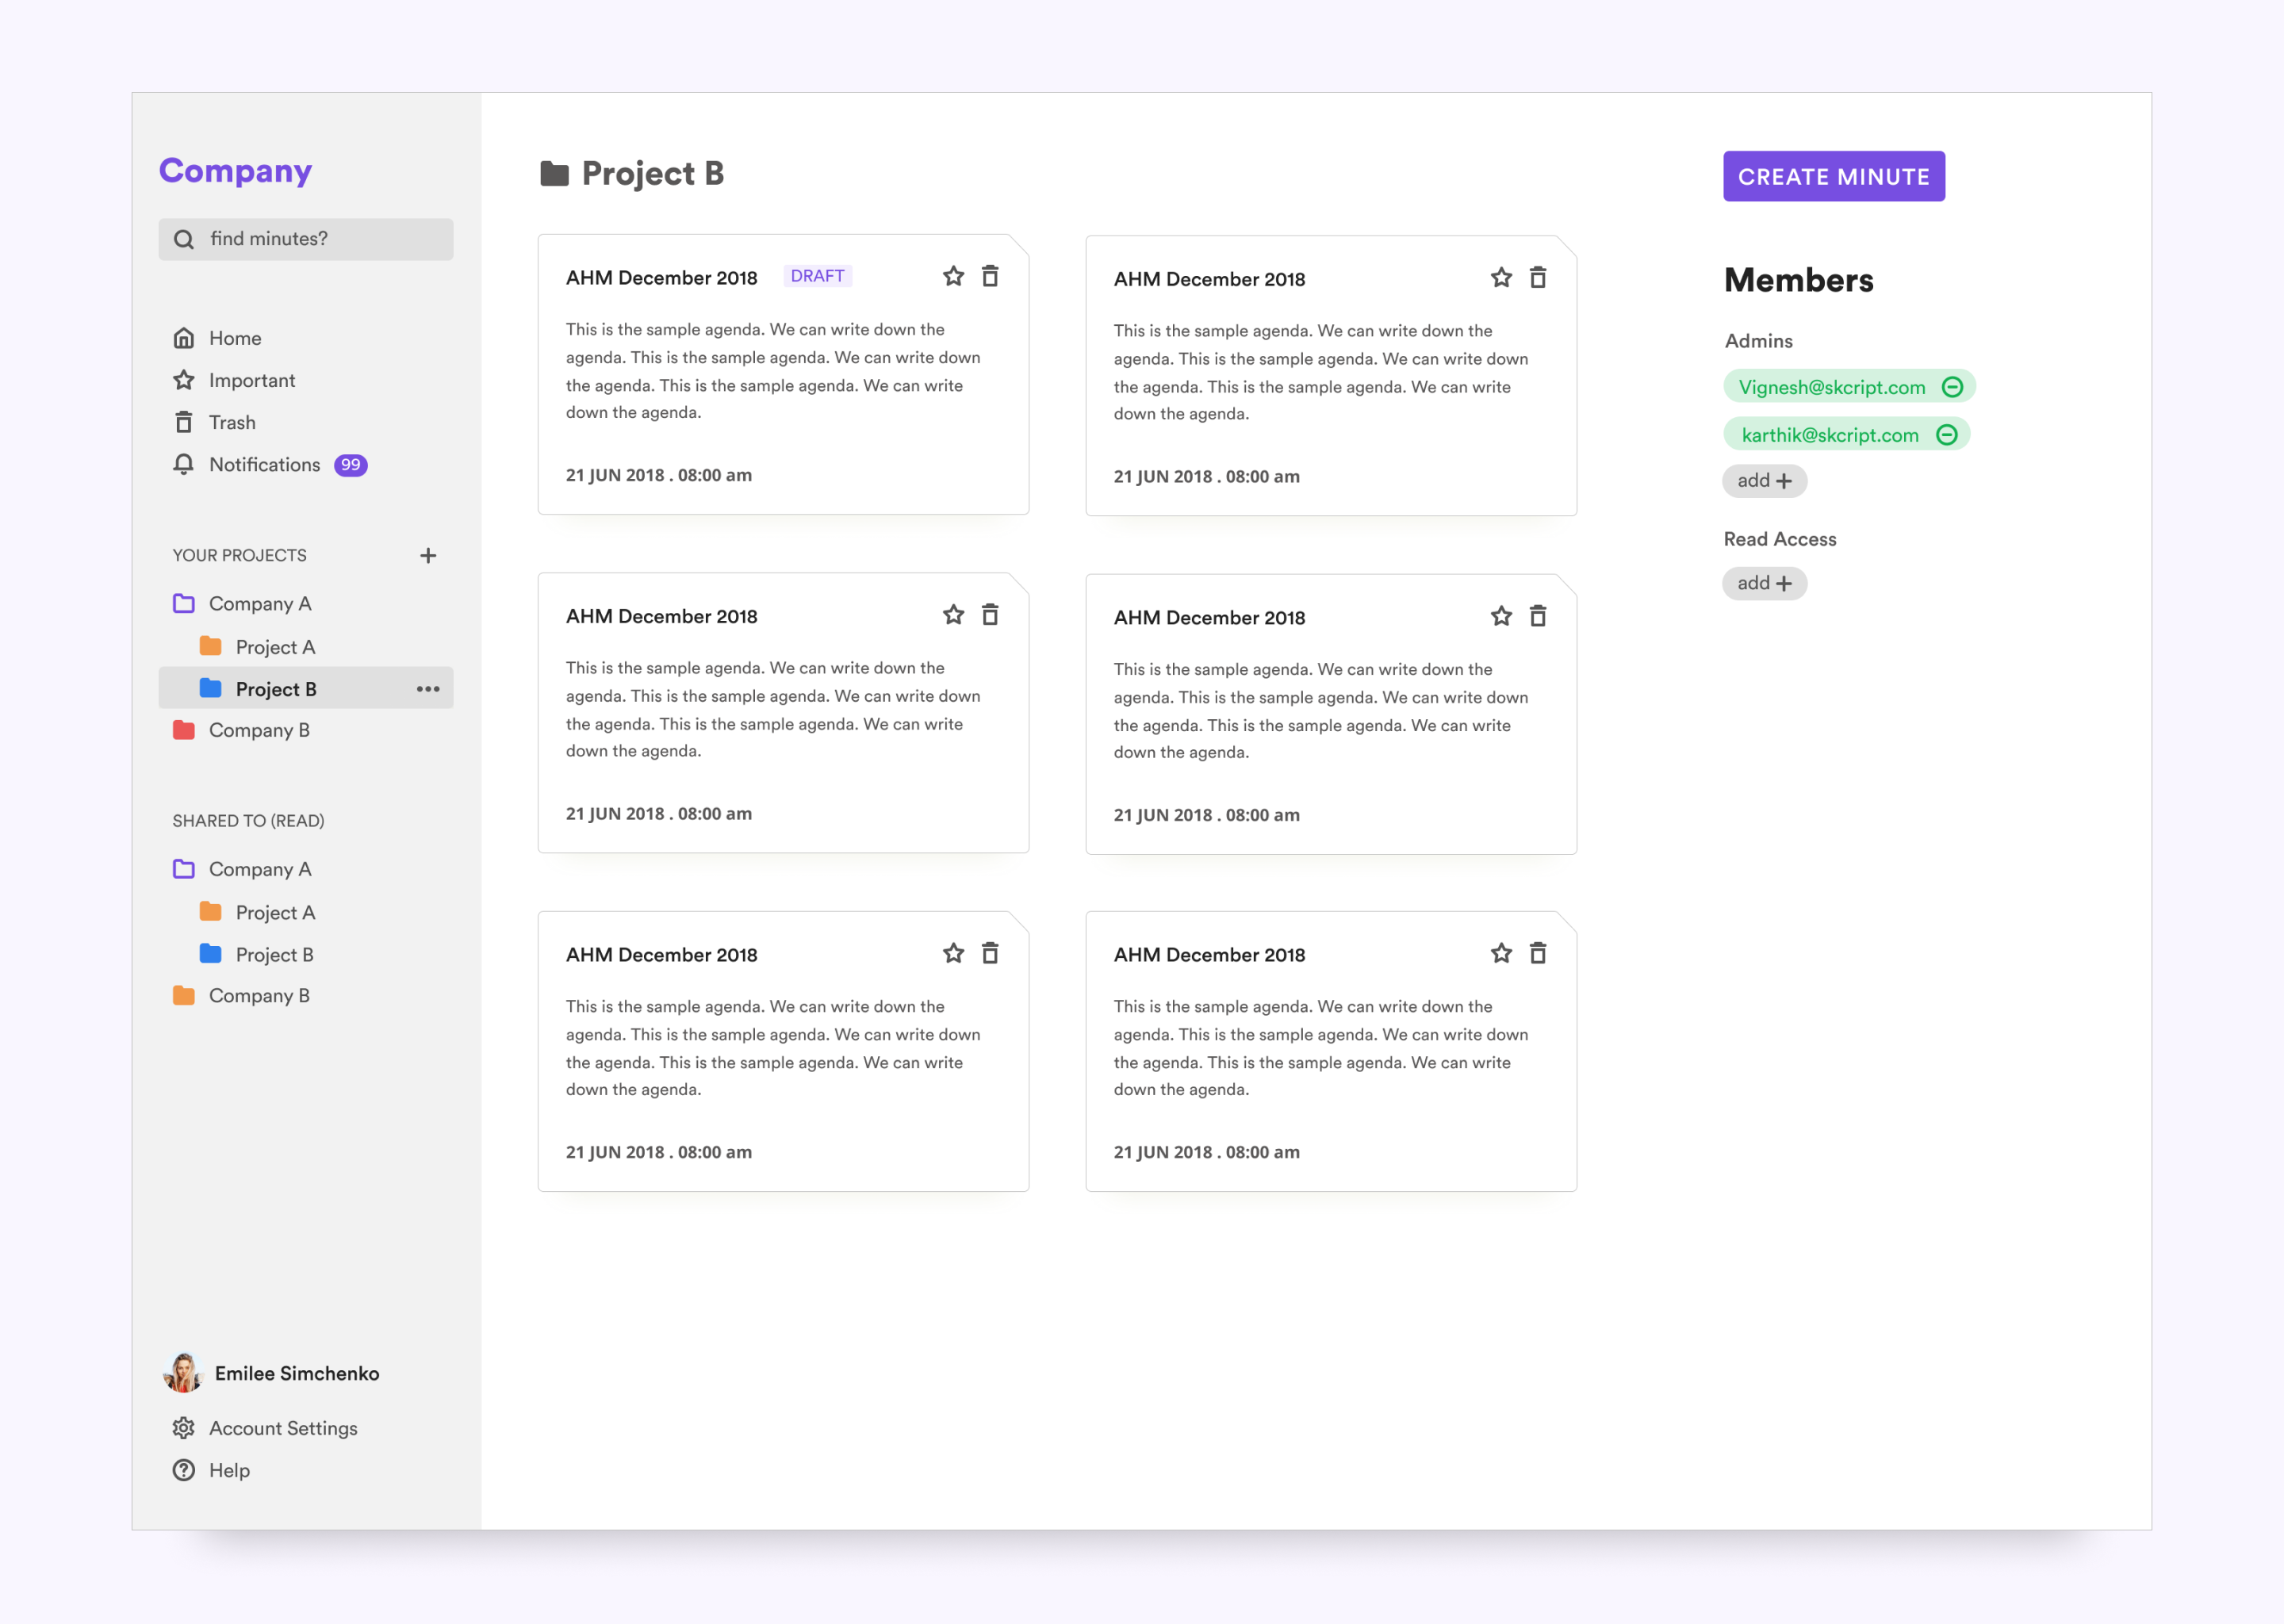 Company
find minutes?
Home
Important
Trash
Notifications 99
YOUR PROJECTS
Company A
Project A
Project B
Company B
SHARED TO (READ)
Company A
Project A
Project B
Company B
Emilee Simchenko
Account Settings
Help
Project B
AHM December 2018 DRAFT
This is the sample agenda. We can write down the
agenda. This is the sample agenda. We can write down
the agenda. This is the sample agenda. We can write
down the agenda.
21 JUN 2018 . 08:00 am
AHM December 2018
This is the sample agenda. We can write down the
agenda. This is the sample agenda. We can write down
the agenda. This is the sample agenda. We can write
down the agenda.
21 JUN 2018 . 08:00 am
AHM December 2018
This is the sample agenda. We can write down the
agenda. This is the sample agenda. We can write down
the agenda. This is the sample agenda. We can write
down the agenda.
21 JUN 2018 . 08:00 am
AHM December 2018
This is the sample agenda. We can write down the
agenda. This is the sample agenda. We can write down
the agenda. This is the sample agenda. We can write
down the agenda.
21 JUN 2018 . 08:00 am
AHM December 2018
This is the sample agenda. We can write down the
agenda. This is the sample agenda. We can write down
the agenda. This is the sample agenda. We can write
down the agenda.
21 JUN 2018 . 08:00 am
AHM December 2018
This is the sample agenda. We can write down the
agenda. This is the sample agenda. We can write down
the agenda. This is the sample agenda. We can write
down the agenda.
21 JUN 2018 . 08:00 am
CREATE MINUTE
Members
Admins
Vignesh@skcript.com
karthik@skcript.com
add +
Read Access
add +